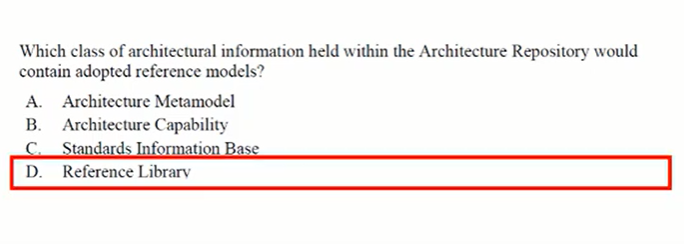 Which class of architectural information held within the Architecture Repository would
contain adopted reference models?
A. Architecture Metamodel
B. Architecture Capability
C. Standards Information Base
D. Reference Library